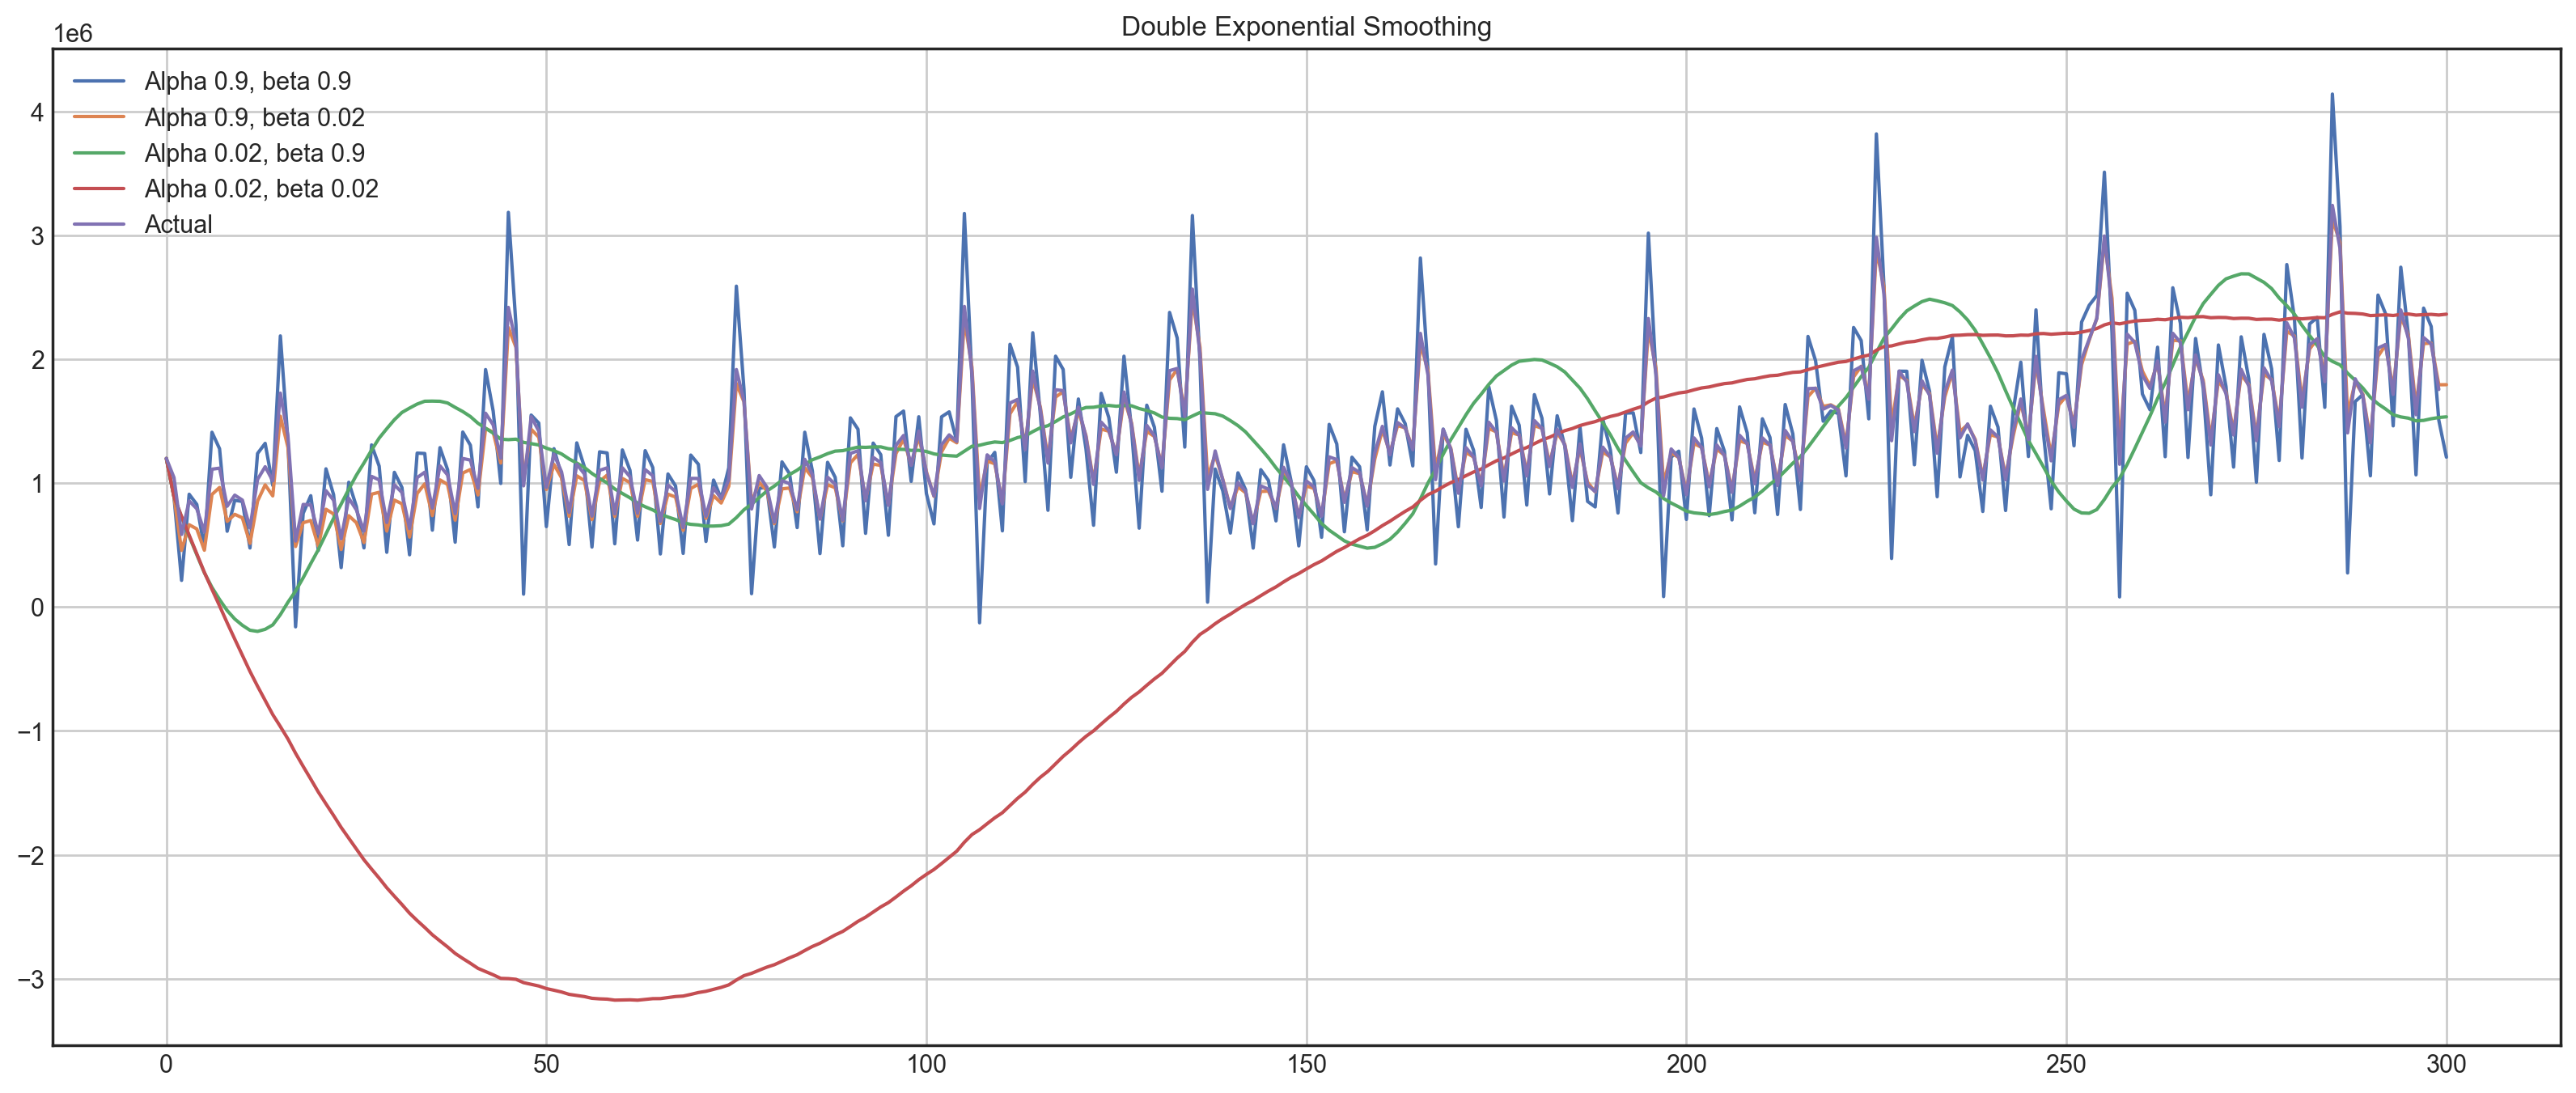 Double Exponential Smoothing
1e6
Alpha 0.9, beta 0.9
Alpha 0.9, beta 0.02
Alpha 0.02, beta 0.9
Alpha 0.02, beta 0.02
Actual
4
3
2
1
0
−1
−2
−3
0 50 100 150 200 250 300